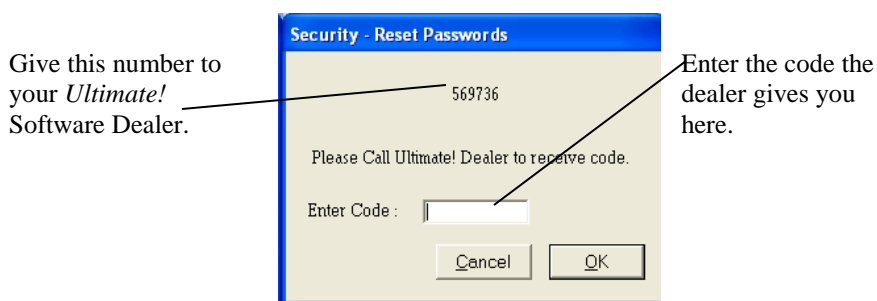 Security - Reset Passwords
Give this number to
your Ultimate!
Software Dealer.
569736
Enter the code the
dealer gives you
here.
Please Call Ultimate! Dealer to receive code.
Enter Code :
Cancel
OK